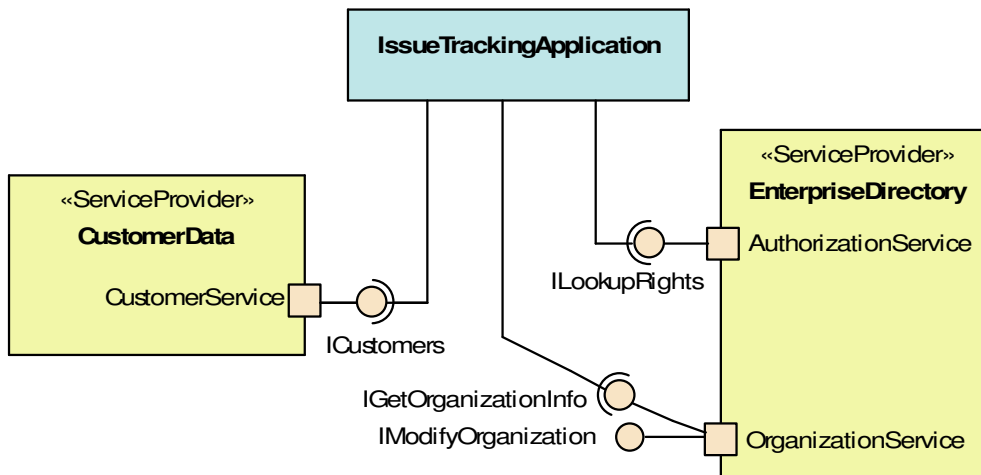 IssueTrackingApplication
«ServiceProvider»
CustomerData
CustomerService
ICustomers
«ServiceProvider»
EnterpriseDirectory
AuthorizationService
ILookupRights
IGetOrganizationInfo
IModifyOrganization
OrganizationService